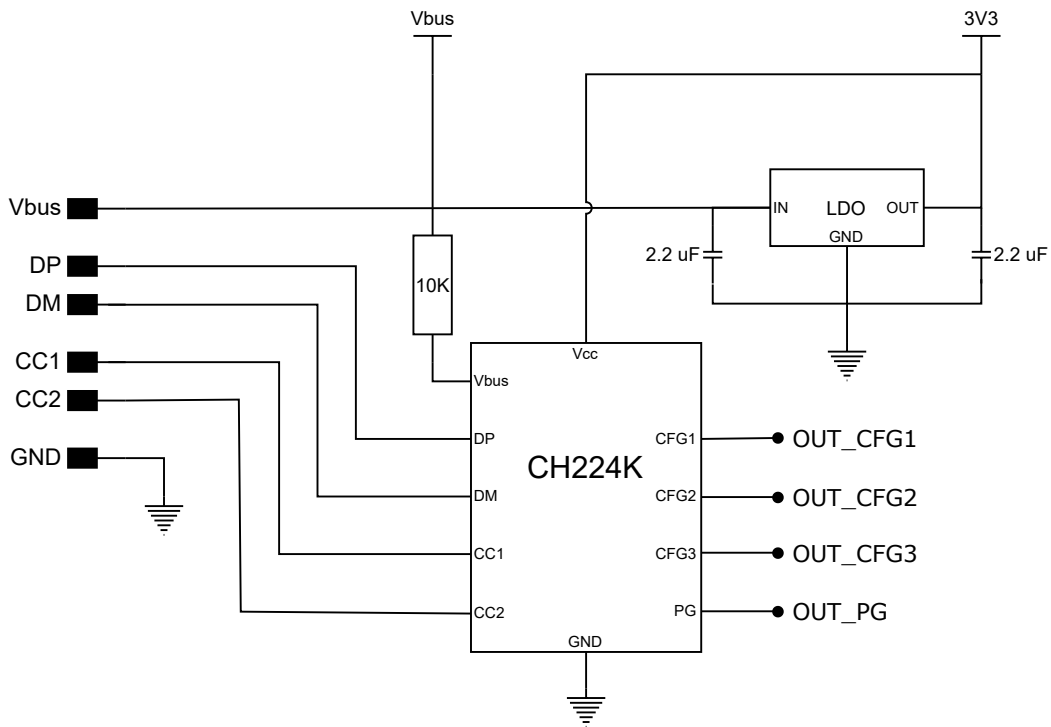 Vbus
3V3
Vbus
IN
LDO
OUT
GND
2.2 uF
2.2 uF
DP
DM
10K
CC1
CC2
GND
Vcc
Vbus
DP
DM
CC1
CC2
CH224K
CFG1
CFG2
CFG3
PG
GND
OUT_CFG1
OUT_CFG2
OUT_CFG3
OUT_PG